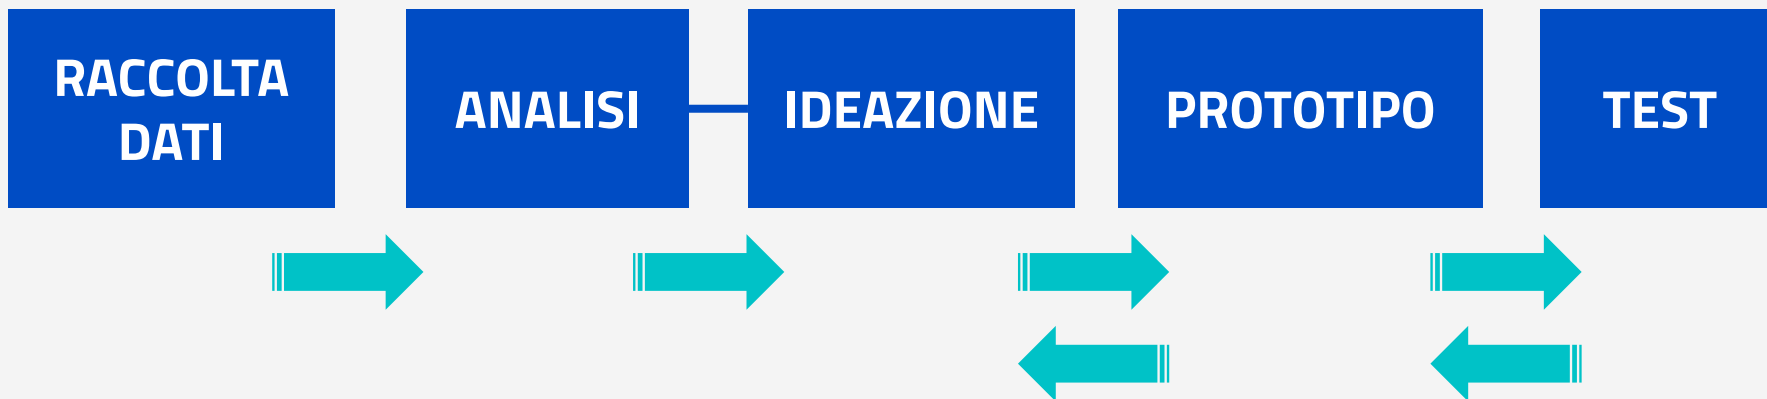 RACCOLTA
DATI
ANALISI
IDEAZIONE
PROTOTIPO
TEST